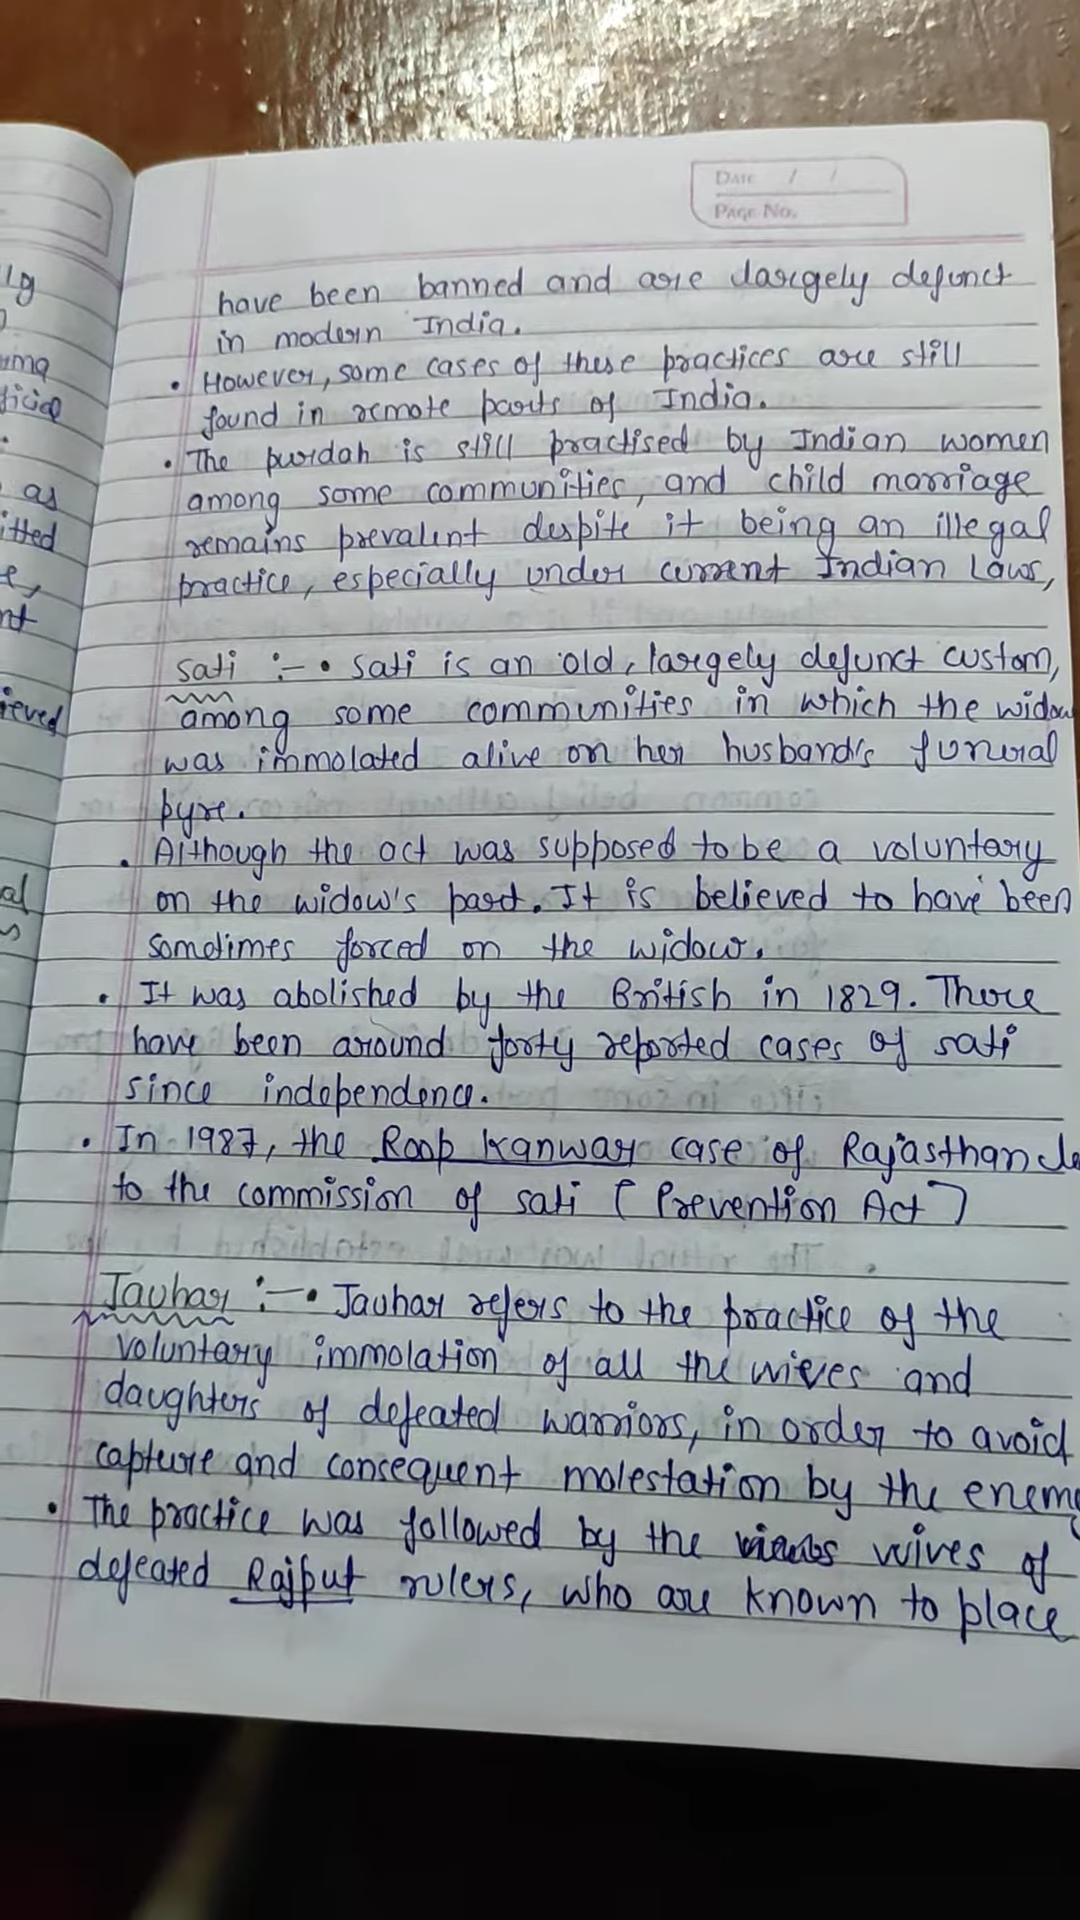 DATE / /
PAGE NO.
have been banned and are largely defunct
in modern India.
• However, some cases of these practices are still
found in remote parts of India.
• The purdah is still practised by Indian women
among some communities, and child marriage
remains prevalent despite it being an illegal
practice, especially under current Indian Laws,
Sati :- • Sati is an old, largely defunct custom,
among some communities in which the widow
was immolated alive on her husband's funeral
pyre.
• Although the act was supposed to be a voluntary
on the widow's part. It is believed to have been
sometimes forced on the widow.
• It was abolished by the British in 1829. There
have been around forty reported cases of sati
since independence.
• In 1987, the Roop Kanwar case of Rajasthan
to the commission of sati [Prevention Act]
Jauhar :- • Jauhar refers to the practice of the
voluntary immolation of all the wives and
daughters of defeated warriors, in order to avoid
capture and consequent molestation by the enemy
• The practice was followed by the wives of
defeated Rajput rulers, who are known to place